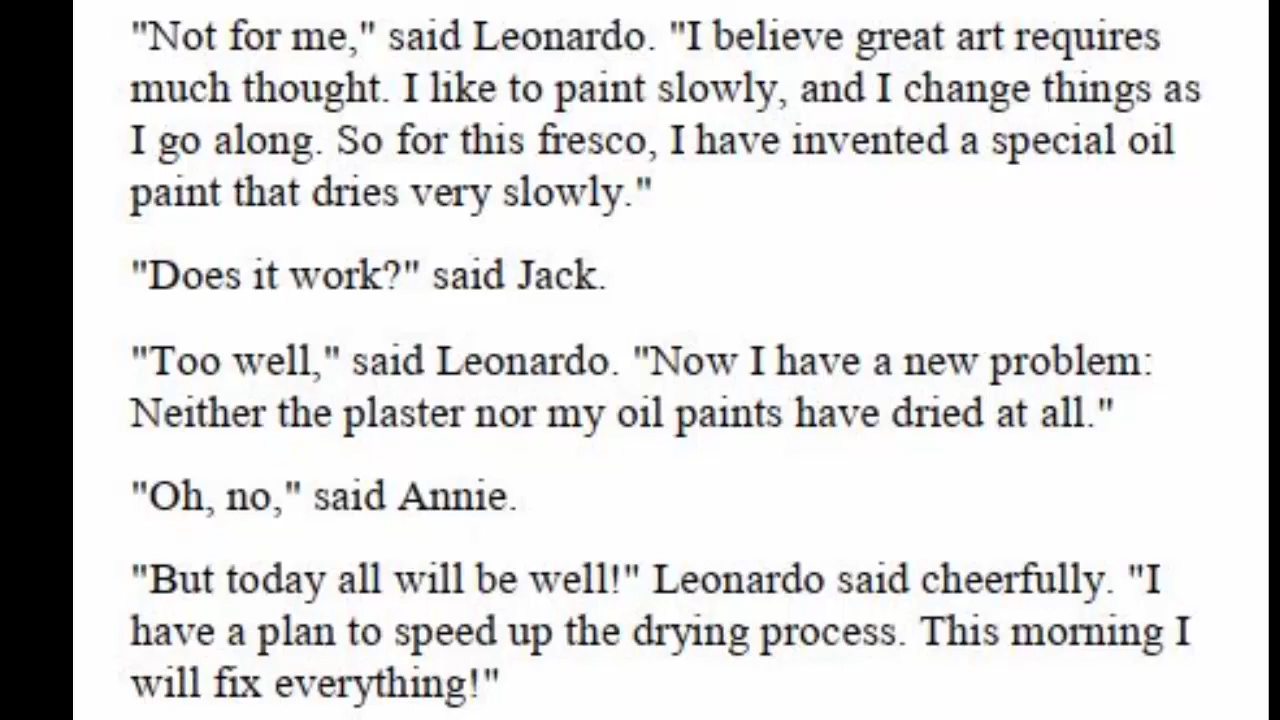 "Not for me," said Leonardo. "I believe great art requires
much thought. I like to paint slowly, and I change things as
I go along. So for this fresco, I have invented a special oil
paint that dries very slowly."
"Does it work?" said Jack.
"Too well," said Leonardo. "Now I have a new problem:
Neither the plaster nor my oil paints have dried at all."
"Oh, no," said Annie.
"But today all will be well!" Leonardo said cheerfully. "I
have a plan to speed up the drying process. This morning I
will fix everything!"